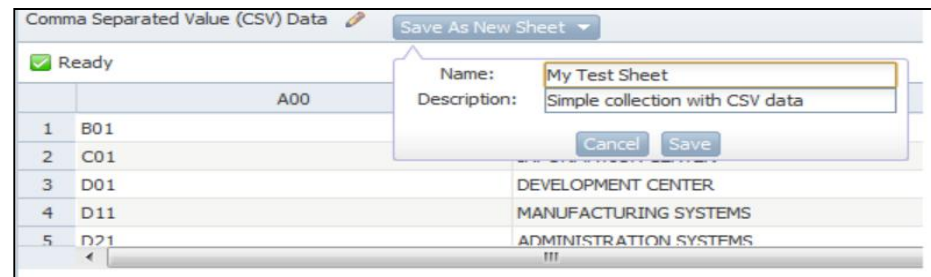 Comma Separated Value (CSV) Data
Save As New Sheet
Ready
Name: My Test Sheet
Description: Simple collection with CSV data
Cancel Save
A00
1 B01
2 C01
3 D01 DEVELOPMENT CENTER
4 D11 MANUFACTURING SYSTEMS
5 D21 ADMINISTRATION SYSTEMS